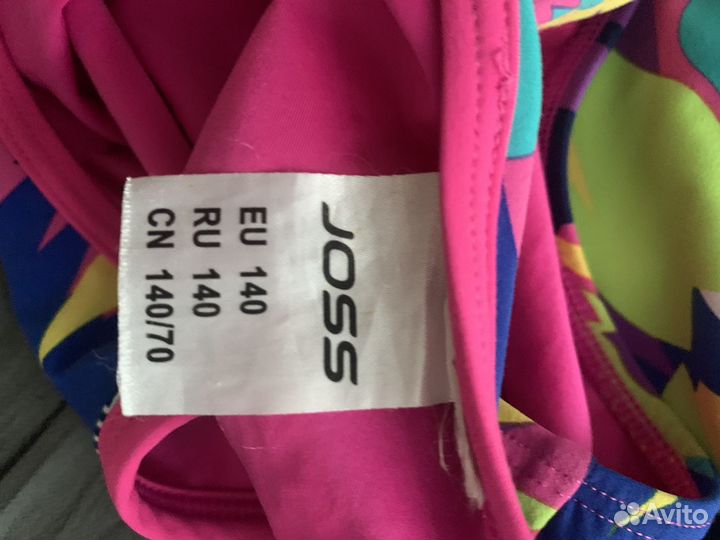 JOSS
EU 140
RU 140
CN 140/70
Avito